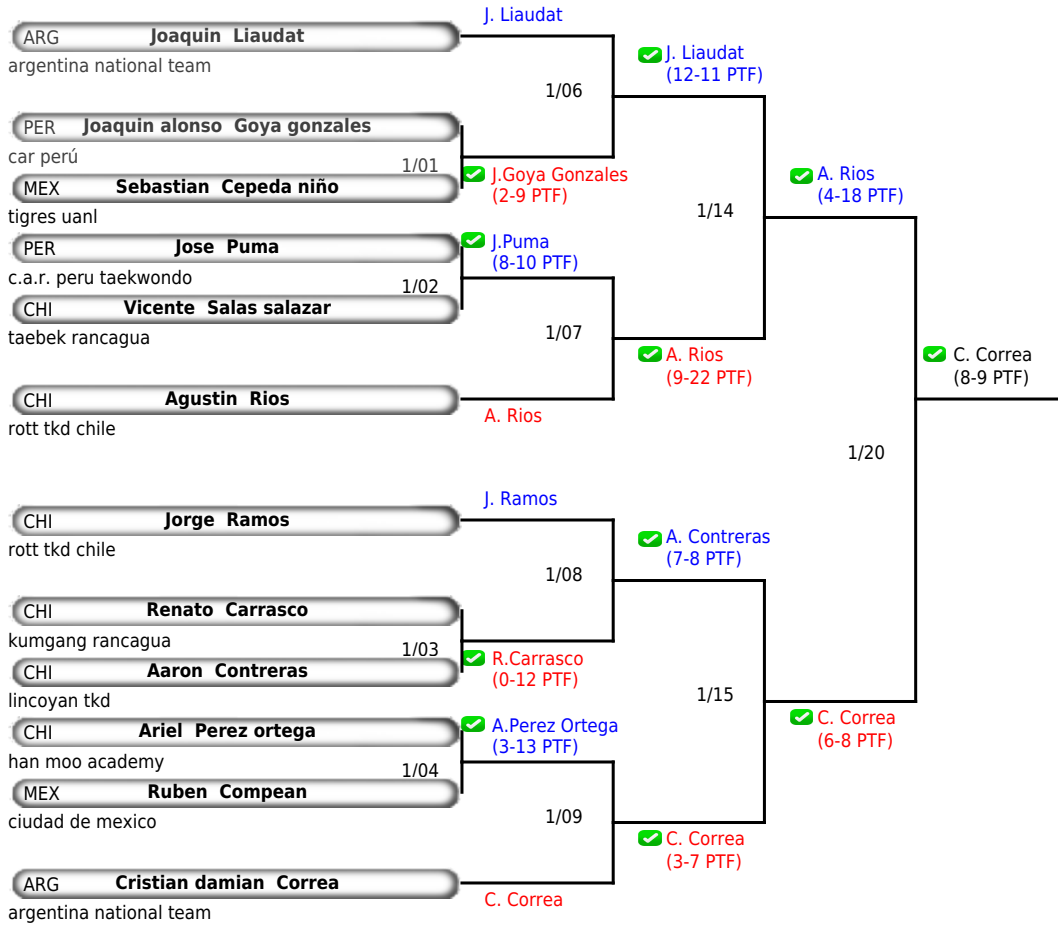 J. Liaudat
ARG Joaquin Liaudat
argentina national team
J. Liaudat
(12-11 PTF)
1/06
PER Joaquin alonso Goya gonzales
car perú
1/01
MEX Sebastian Cepeda niño
J.Goya Gonzales
(2-9 PTF)
tigres uanl
A. Rios
(4-18 PTF)
1/14
PER Jose Puma
J.Puma
(8-10 PTF)
c.a.r. peru taekwondo
1/02
CHI Vicente Salas salazar
taebek rancagua
1/07
A. Rios
(9-22 PTF)
C. Correa
(8-9 PTF)
CHI Agustin Rios
rott tkd chile
A. Rios
1/20
J. Ramos
CHI Jorge Ramos
rott tkd chile
A. Contreras
(7-8 PTF)
1/08
CHI Renato Carrasco
kumgang rancagua
1/03
CHI Aaron Contreras
R.Carrasco
(0-12 PTF)
lincoyan tkd
1/15
CHI Ariel Perez ortega
A.Perez Ortega
(3-13 PTF)
C. Correa
(6-8 PTF)
han moo academy
1/04
MEX Ruben Compean
ciudad de mexico
1/09
C. Correa
(3-7 PTF)
ARG Cristian damian Correa
argentina national team
C. Correa